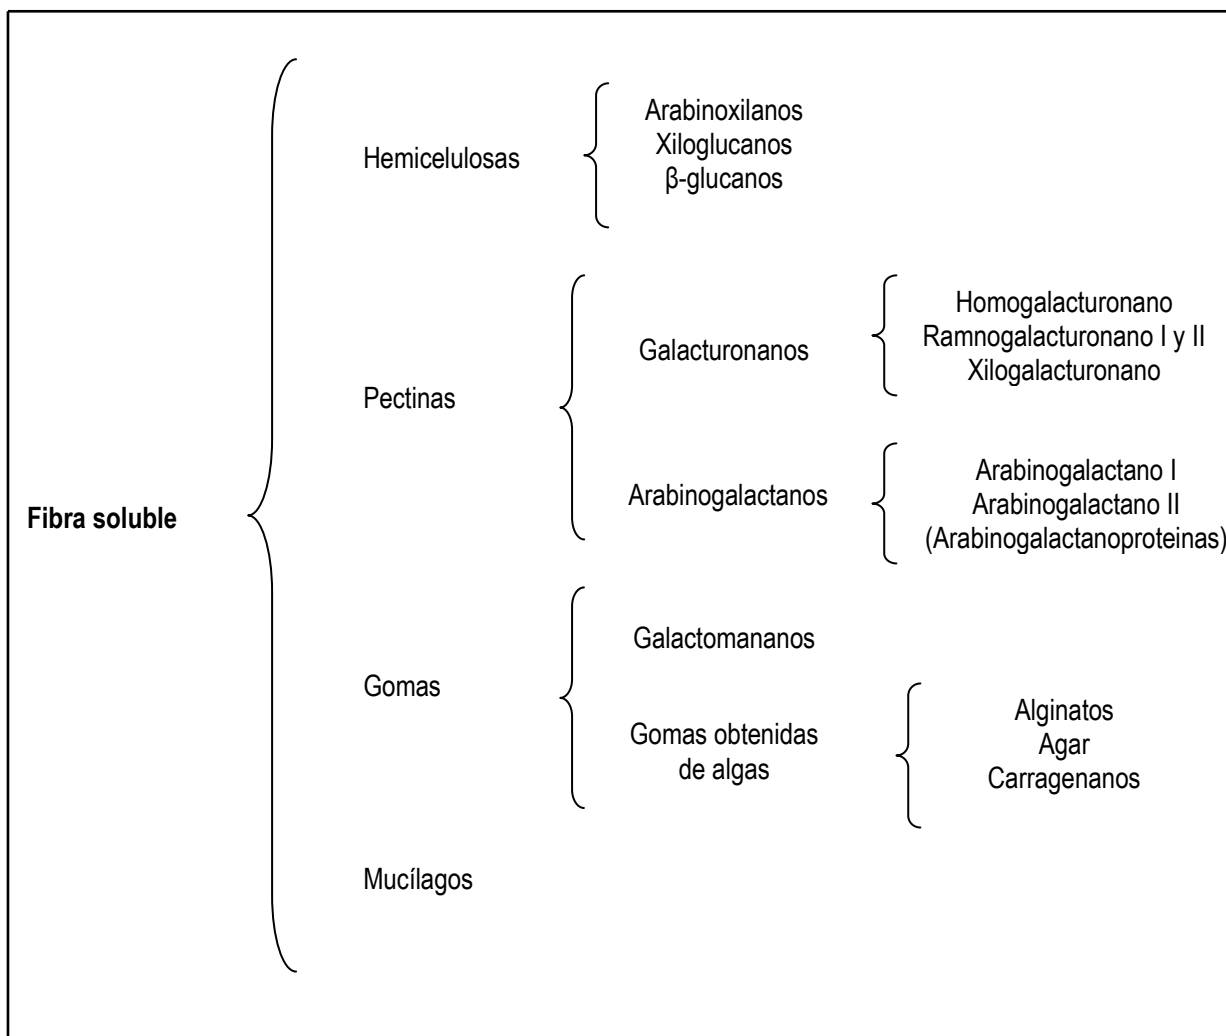 Fibra soluble
Hemicelulosas
Arabinoxilanos
Xiloglucanos
β-glucanos
Pectinas
Galacturonanos
Homogalacturonano
Ramnogalacturonano I y II
Xilogalacturonano
Arabinogalactanos
Arabinogalactano I
Arabinogalactano II
(Arabinogalactanoproteinas)
Gomas
Galactomananos
Gomas obtenidas
de algas
Alginatos
Agar
Carragenanos
Mucílagos